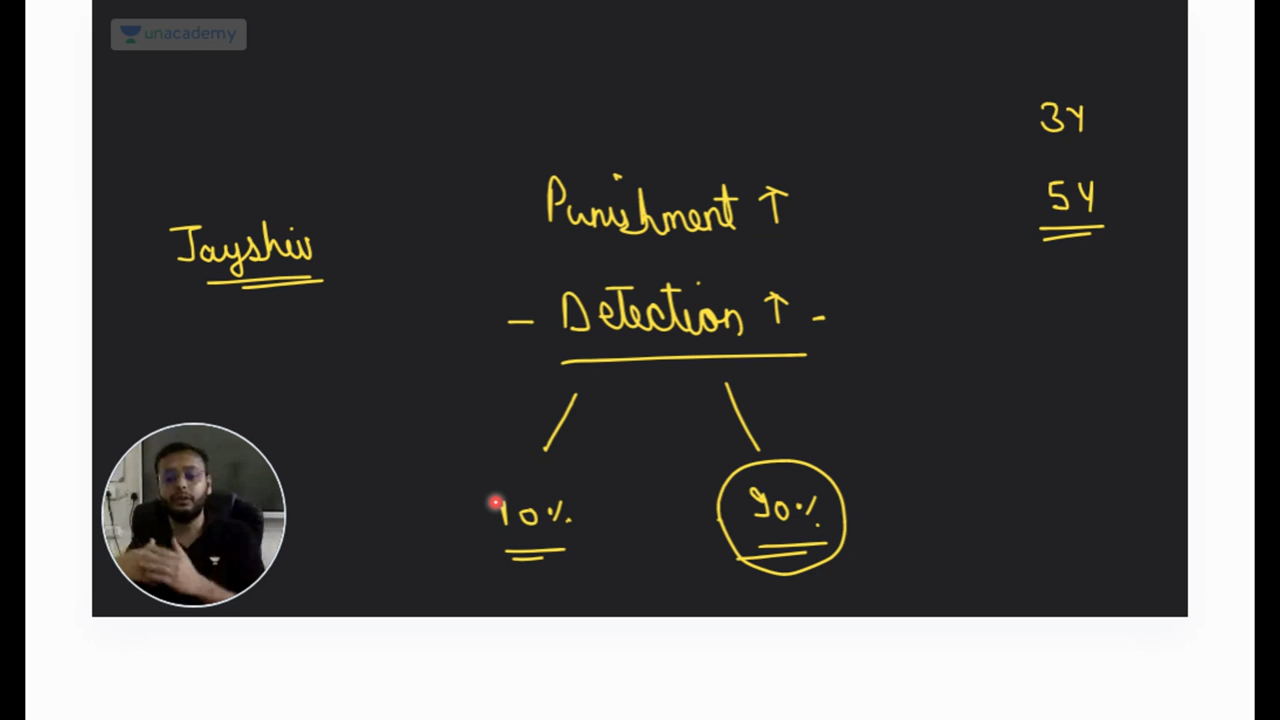 unacademy
3Y
5Y
Punishment ↑
Jayshiv
- Detection ↑ -
10%
90%